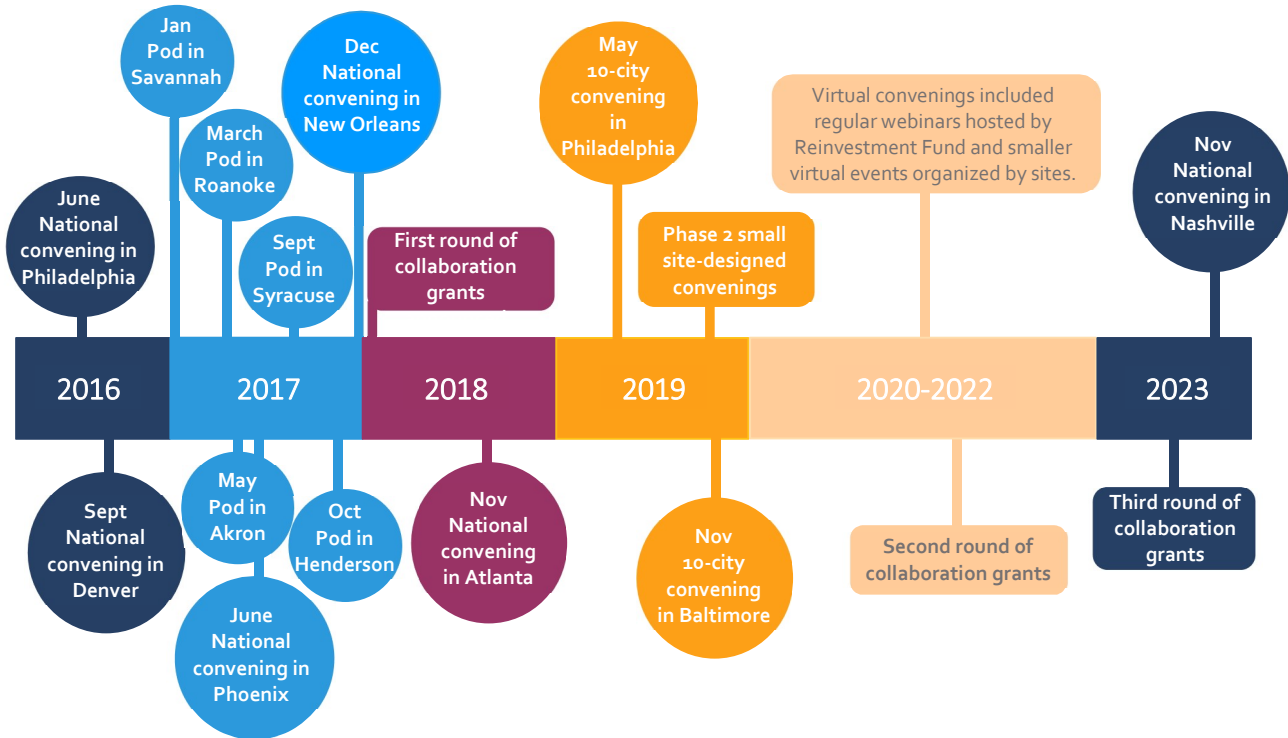 Jan
Pod in
Savannah
March
Pod in
Roanoke
Dec
National
convening in
New Orleans
May
10-city
convening
in
Philadelphia
Virtual convenings included
regular webinars hosted by
Reinvestment Fund and smaller
virtual events organized by sites.
Nov
National
convening in
Nashville
June
National
convening in
Philadelphia
Sept
Pod in
Syracuse
First round of
collaboration
grants
Phase 2 small
site-designed
convenings
2016
2017
2018
2019
2020-2022
2023
Sept
National
convening in
Denver
May
Pod in
Akron
June
National
convening in
Phoenix
Oct
Pod in
Henderson
Nov
National
convening
in Atlanta
Nov
10-city
convening
in Baltimore
Second round of
collaboration grants
Third round of
collaboration
grants